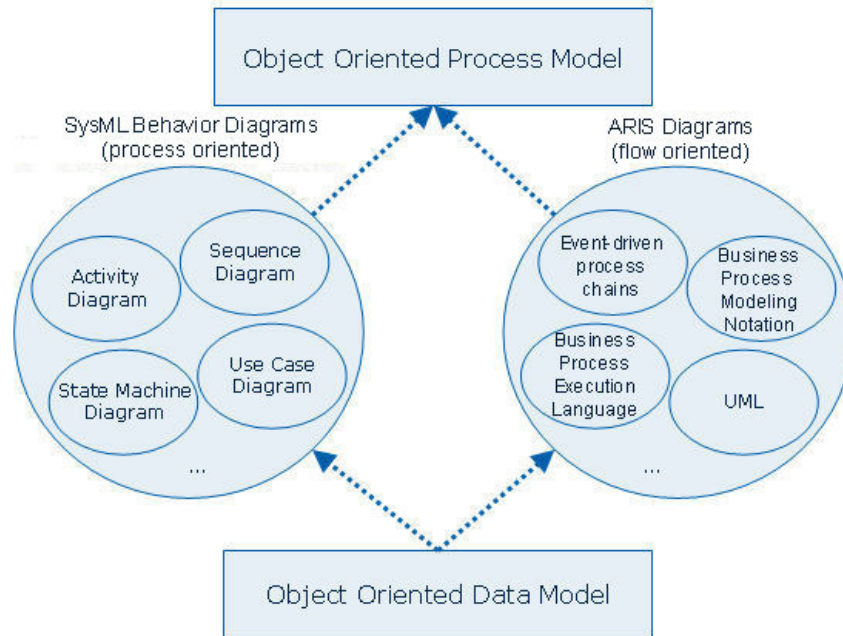 Object Oriented Process Model
SysML Behavior Diagrams
(process oriented)
ARIS Diagrams
(flow oriented)
Activity
Diagram
Sequence
Diagram
State Machine
Diagram
Use Case
Diagram
...
Event-driven
process
chains
Business
Process
Modeling
Notation
Business
Process
Execution
Language
UML
...
Object Oriented Data Model